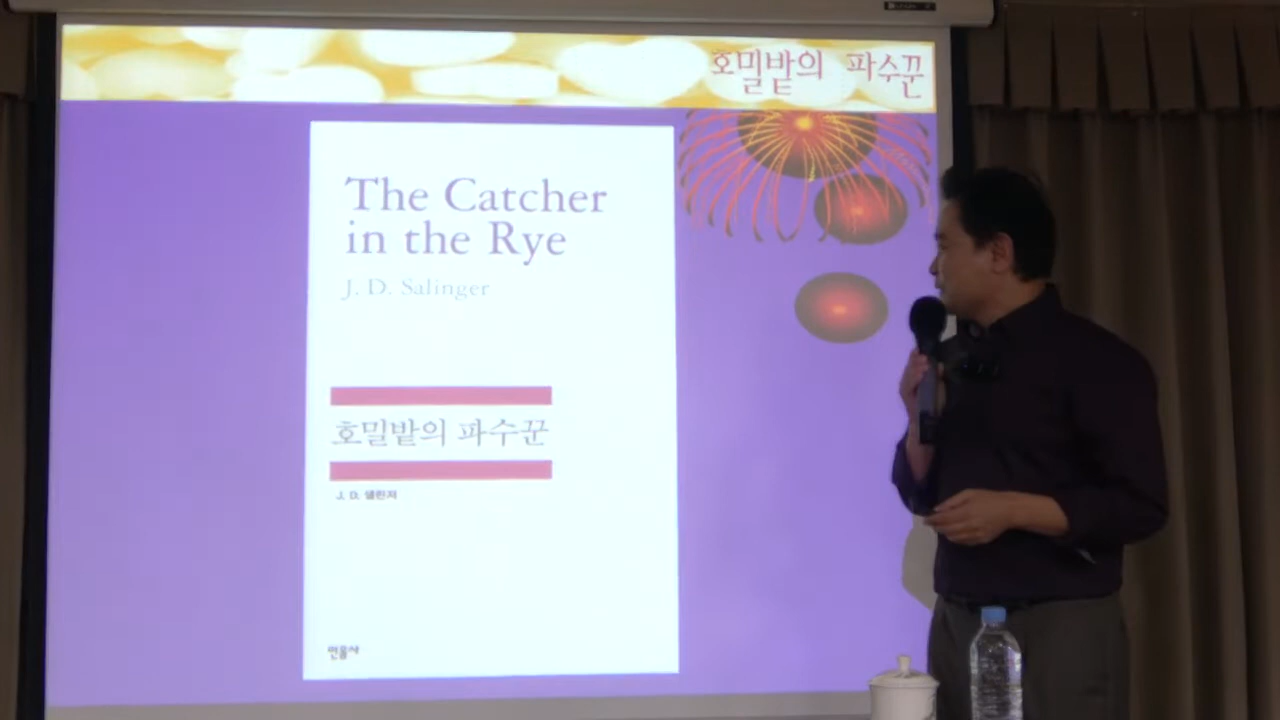 호밀밭의 파수꾼
The Catcher
in the Rye
J. D. Salinger
호밀밭의 파수꾼
J. D. 샐린저
민음사